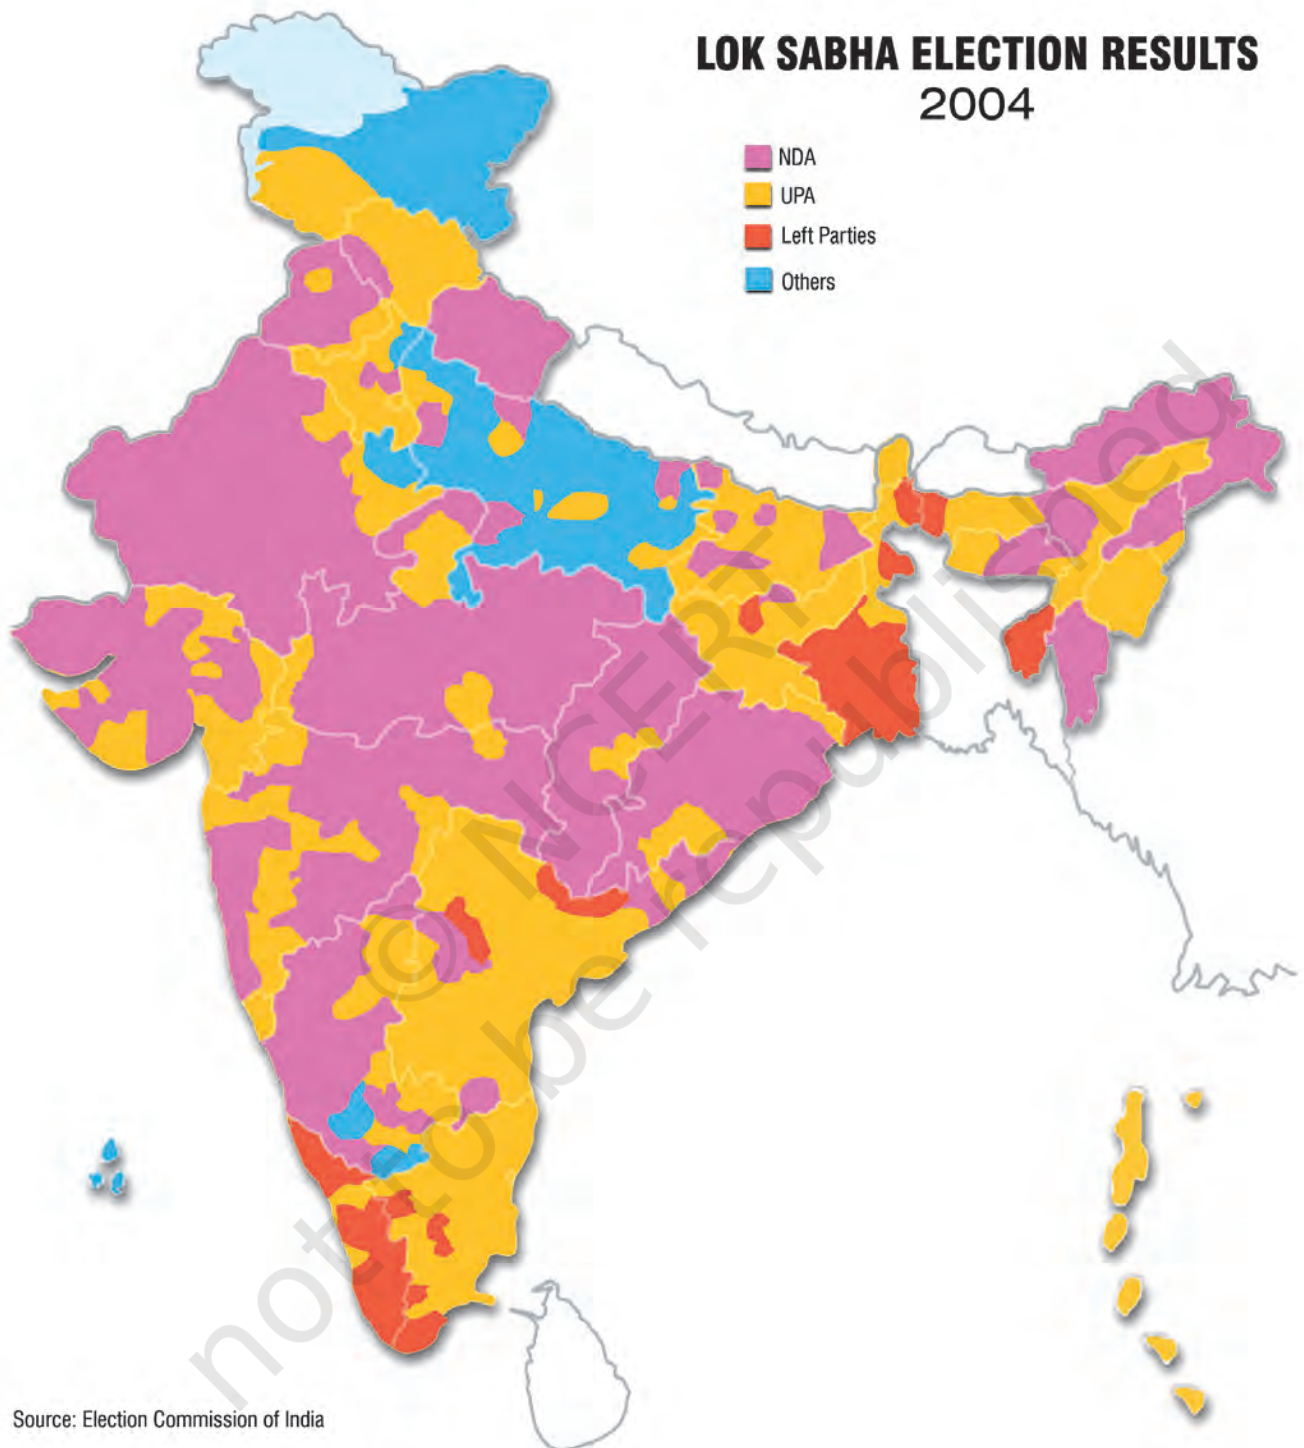 LOK SABHA ELECTION RESULTS
2004
NDA
UPA
Left Parties
Others
© NCERT
not to be republished
Source: Election Commission of India